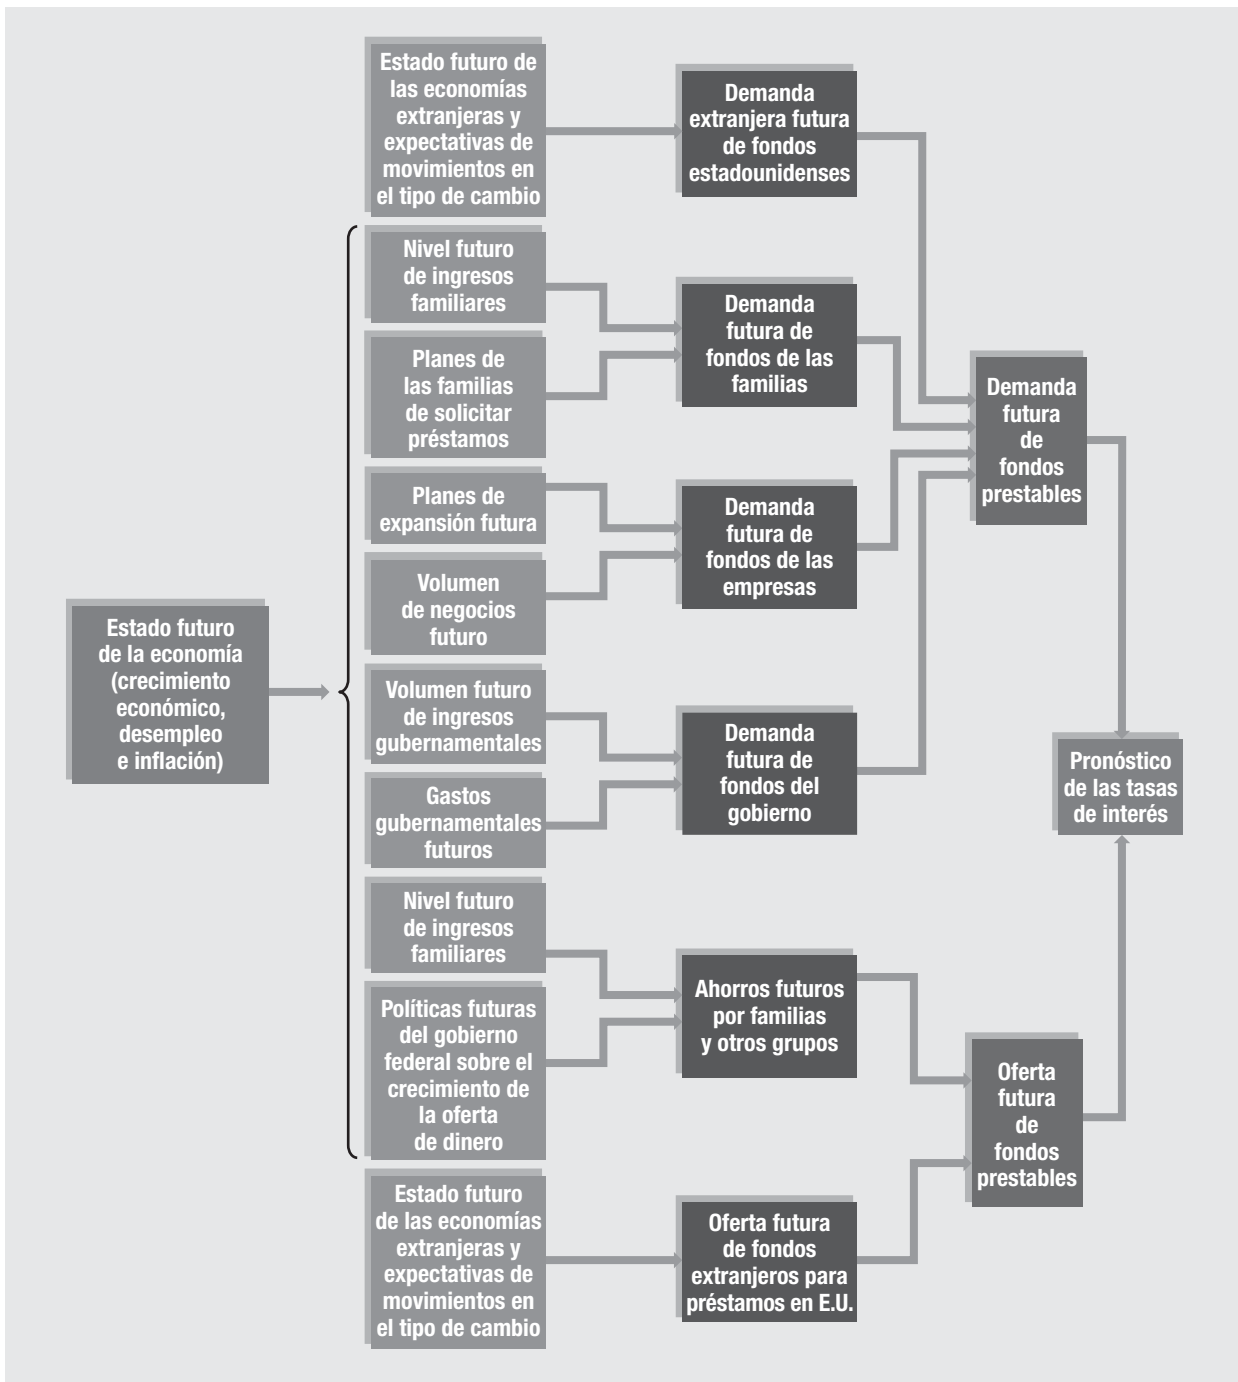 Estado futuro de
las economías
extranjeras y
expectativas de
movimientos en
el tipo de cambio
Demanda
extranjera futura
de fondos
estadounidenses
Nivel futuro
de ingresos
familiares
Planes de
las familias
de solicitar
préstamos
Demanda
futura de
fondos de las
familias
Planes de
expansión futura
Volumen
de negocios
futuro
Demanda
futura de
fondos de las
empresas
Demanda
futura
de
fondos
prestables
Estado futuro
de la economía
(crecimiento
económico,
desempleo
e inflación)
Volumen futuro
de ingresos
gubernamentales
Gastos
gubernamentales
futuros
Demanda
futura de
fondos del
gobierno
Pronóstico
de las tasas
de interés
Nivel futuro
de ingresos
familiares
Políticas futuras
del gobierno
federal sobre el
crecimiento de
la oferta
de dinero
Ahorros futuros
por familias
y otros grupos
Oferta
futura
de
fondos
prestables
Estado futuro
de las economías
extranjeras y
expectativas de
movimientos en
el tipo de cambio
Oferta futura
de fondos
extranjeros para
préstamos en E.U.